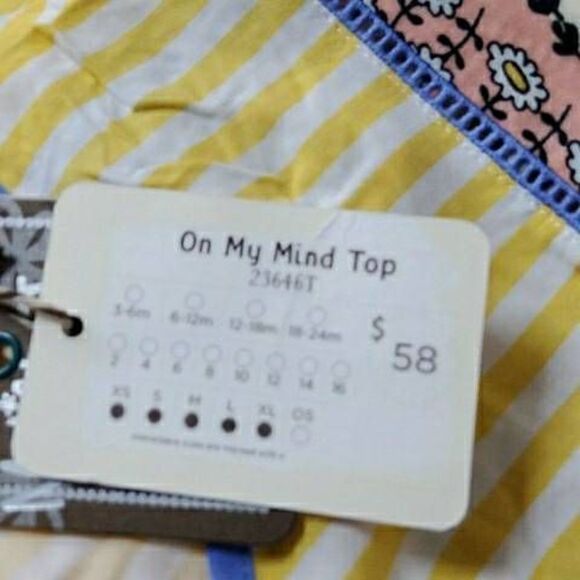 On My Mind Top
23646T
3-6m 6-12m 12-18m 18-24m
$ 58
2 4 6 8 10 12 14 16
XS S M L XL OS